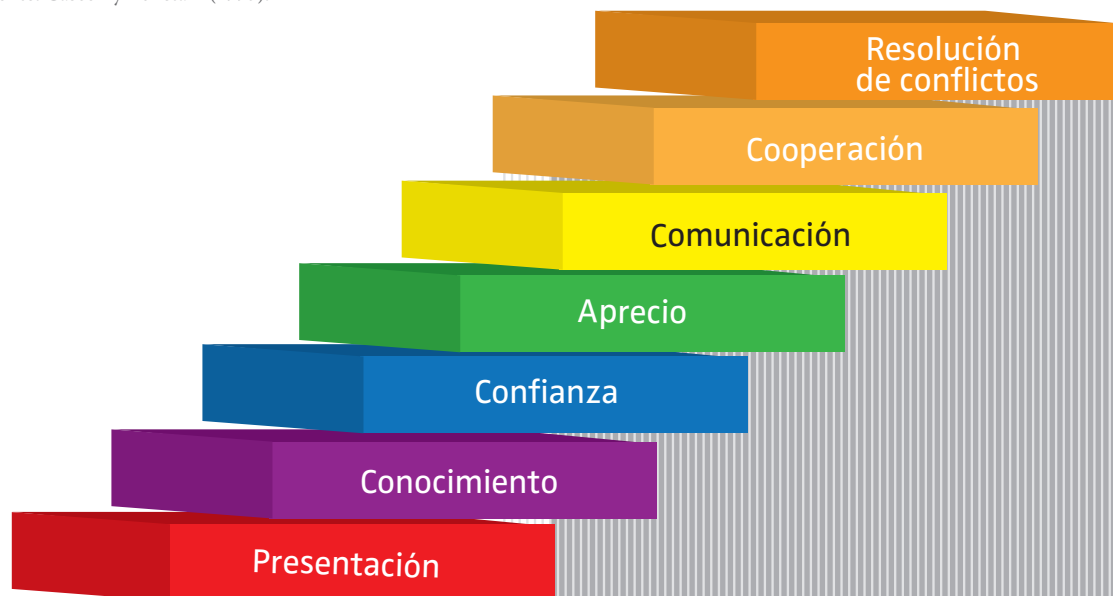 Resolución
de conflictos
Cooperación
Comunicación
Aprecio
Confianza
Conocimiento
Presentación